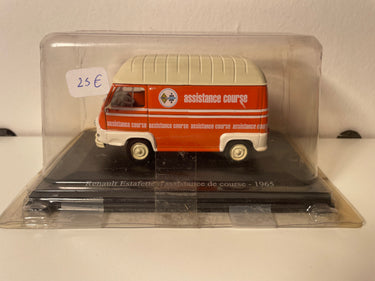 25€
assistance course
assistance course assistance course assistance course
Renault Estafette d'assistance de course - 1965